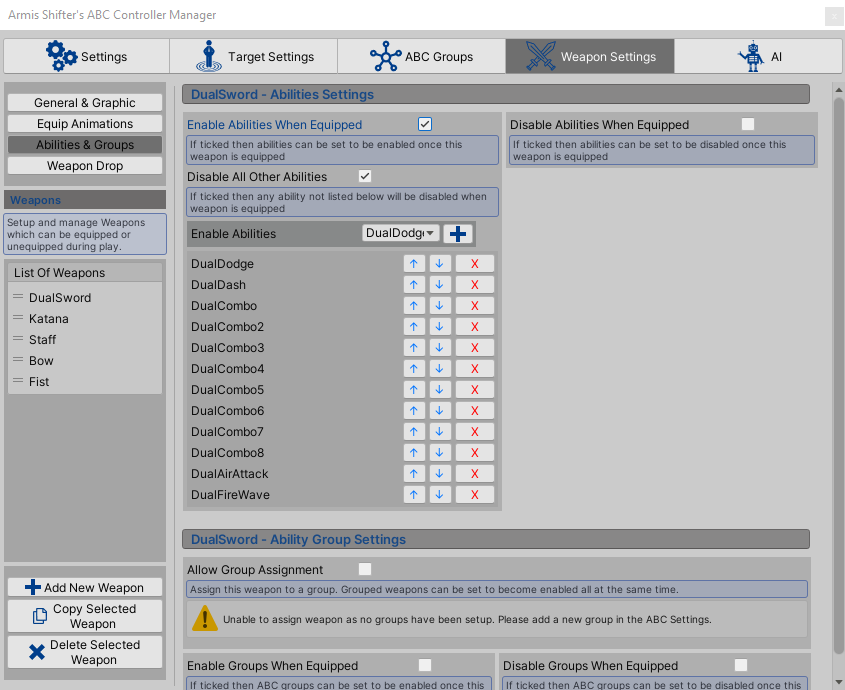 Armis Shifter's ABC Controller Manager
x
Settings
Target Settings
ABC Groups
Weapon Settings
AI
General & Graphic
Equip Animations
Abilities & Groups
Weapon Drop
Weapons
Setup and manage Weapons
which can be equipped or
unequipped during play.
List Of Weapons
DualSword
Katana
Staff
Bow
Fist
Add New Weapon
Copy Selected
Weapon
Delete Selected
Weapon
DualSword - Abilities Settings
Enable Abilities When Equipped
If ticked then abilities can be set to be enabled once this
weapon is equipped
Disable All Other Abilities
If ticked then any ability not listed below will be disabled when
weapon is equipped
Enable Abilities
DualDodge
DualDodge ↑ ↓ X
DualDash ↑ ↓ X
DualCombo ↑ ↓ X
DualCombo2 ↑ ↓ X
DualCombo3 ↑ ↓ X
DualCombo4 ↑ ↓ X
DualCombo5 ↑ ↓ X
DualCombo6 ↑ ↓ X
DualCombo7 ↑ ↓ X
DualCombo8 ↑ ↓ X
DualAirAttack ↑ ↓ X
DualFireWave ↑ ↓ X
Disable Abilities When Equipped
If ticked then abilities can be set to be disabled once this
weapon is equipped
DualSword - Ability Group Settings
Allow Group Assignment
Assign this weapon to a group. Grouped weapons can be set to become enabled all at the same time.
Unable to assign weapon as no groups have been setup. Please add a new group in the ABC Settings.
Enable Groups When Equipped
If ticked then ABC groups can be set to be enabled once this
Disable Groups When Equipped
If ticked then ABC groups can be set to be disabled once this